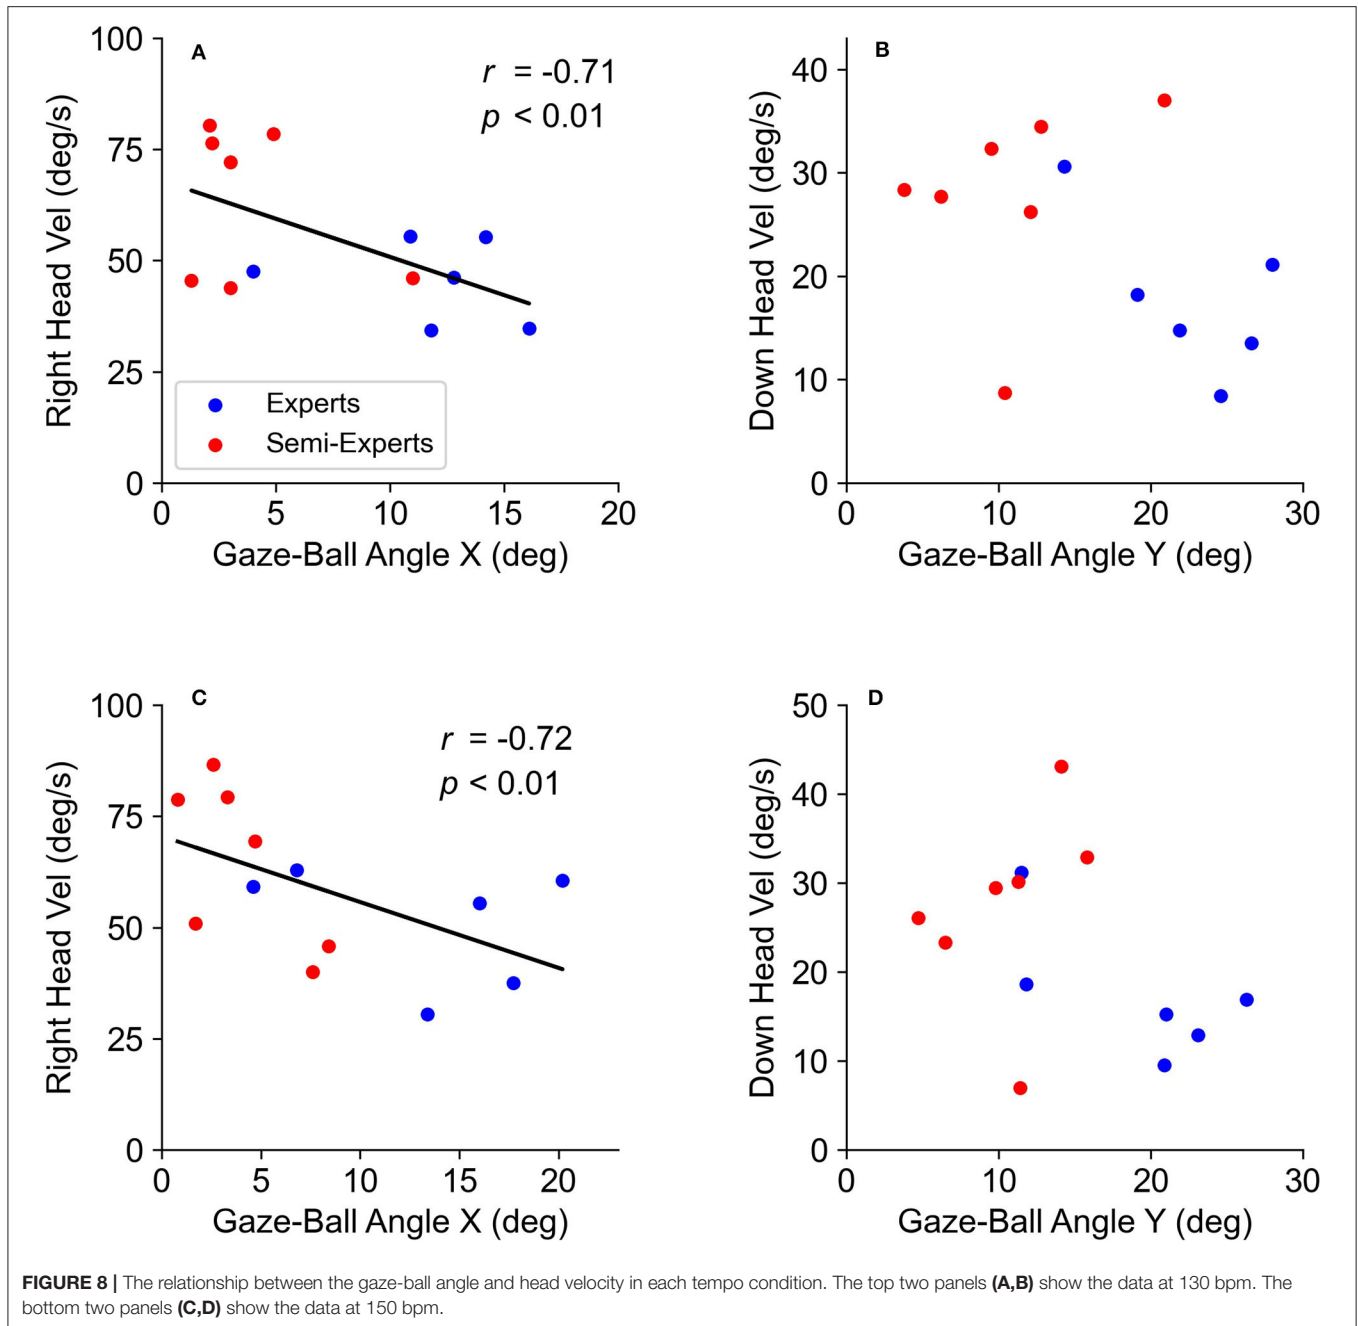 A
r = -0.71
p < 0.01
100
75
50
25
0
Right Head Vel (deg/s)
Experts
Semi-Experts
0 5 10 15 20
Gaze-Ball Angle X (deg)
B
40
30
20
10
0
Down Head Vel (deg/s)
0 10 20 30
Gaze-Ball Angle Y (deg)
C
r = -0.72
p < 0.01
100
75
50
25
0
Right Head Vel (deg/s)
0 5 10 15 20
Gaze-Ball Angle X (deg)
D
50
40
30
20
10
0
Down Head Vel (deg/s)
0 10 20 30
Gaze-Ball Angle Y (deg)
FIGURE 8 | The relationship between the gaze-ball angle and head velocity in each tempo condition. The top two panels (A,B) show the data at 130 bpm. The
bottom two panels (C,D) show the data at 150 bpm.